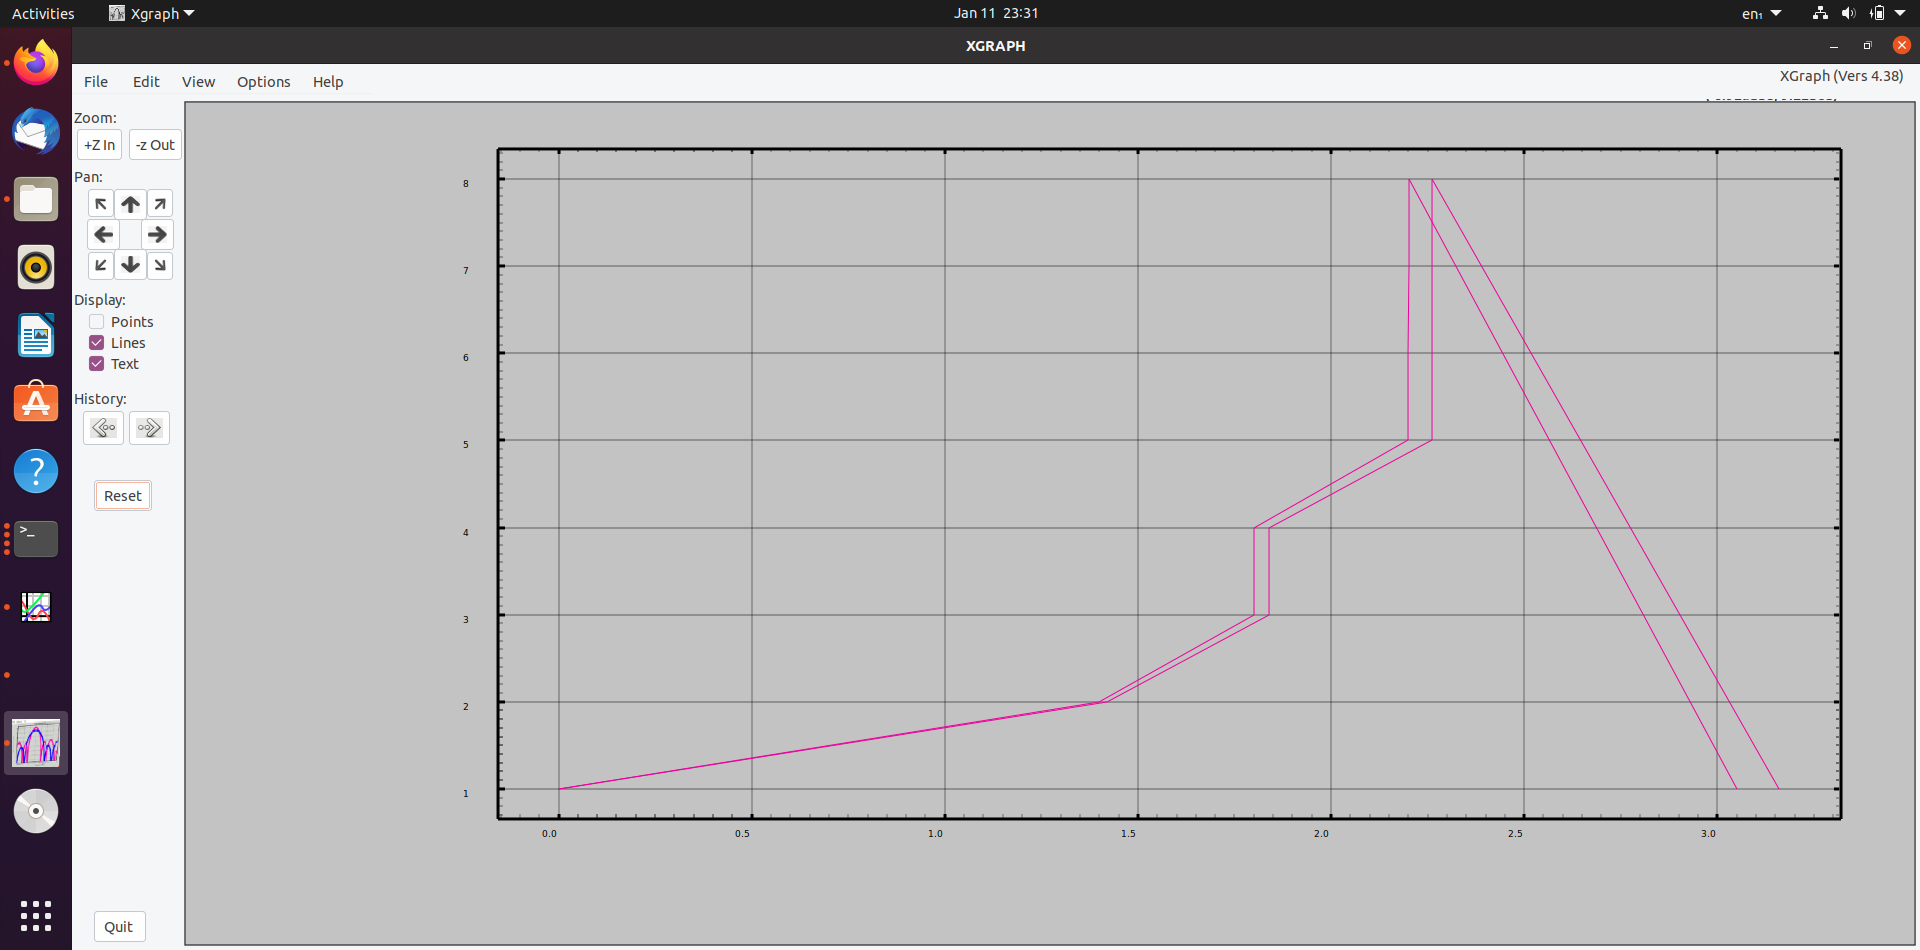 Activities Xgraph Jan 11 23:31 en₁
XGRAPH
File Edit View Options Help XGraph (Vers 4.38)
Zoom:
+Z In -z Out
Pan:
Display:
Points
Lines
Text
History:
Reset
Quit
8
7
6
5
4
3
2
1
0.0 0.5 1.0 1.5 2.0 2.5 3.0